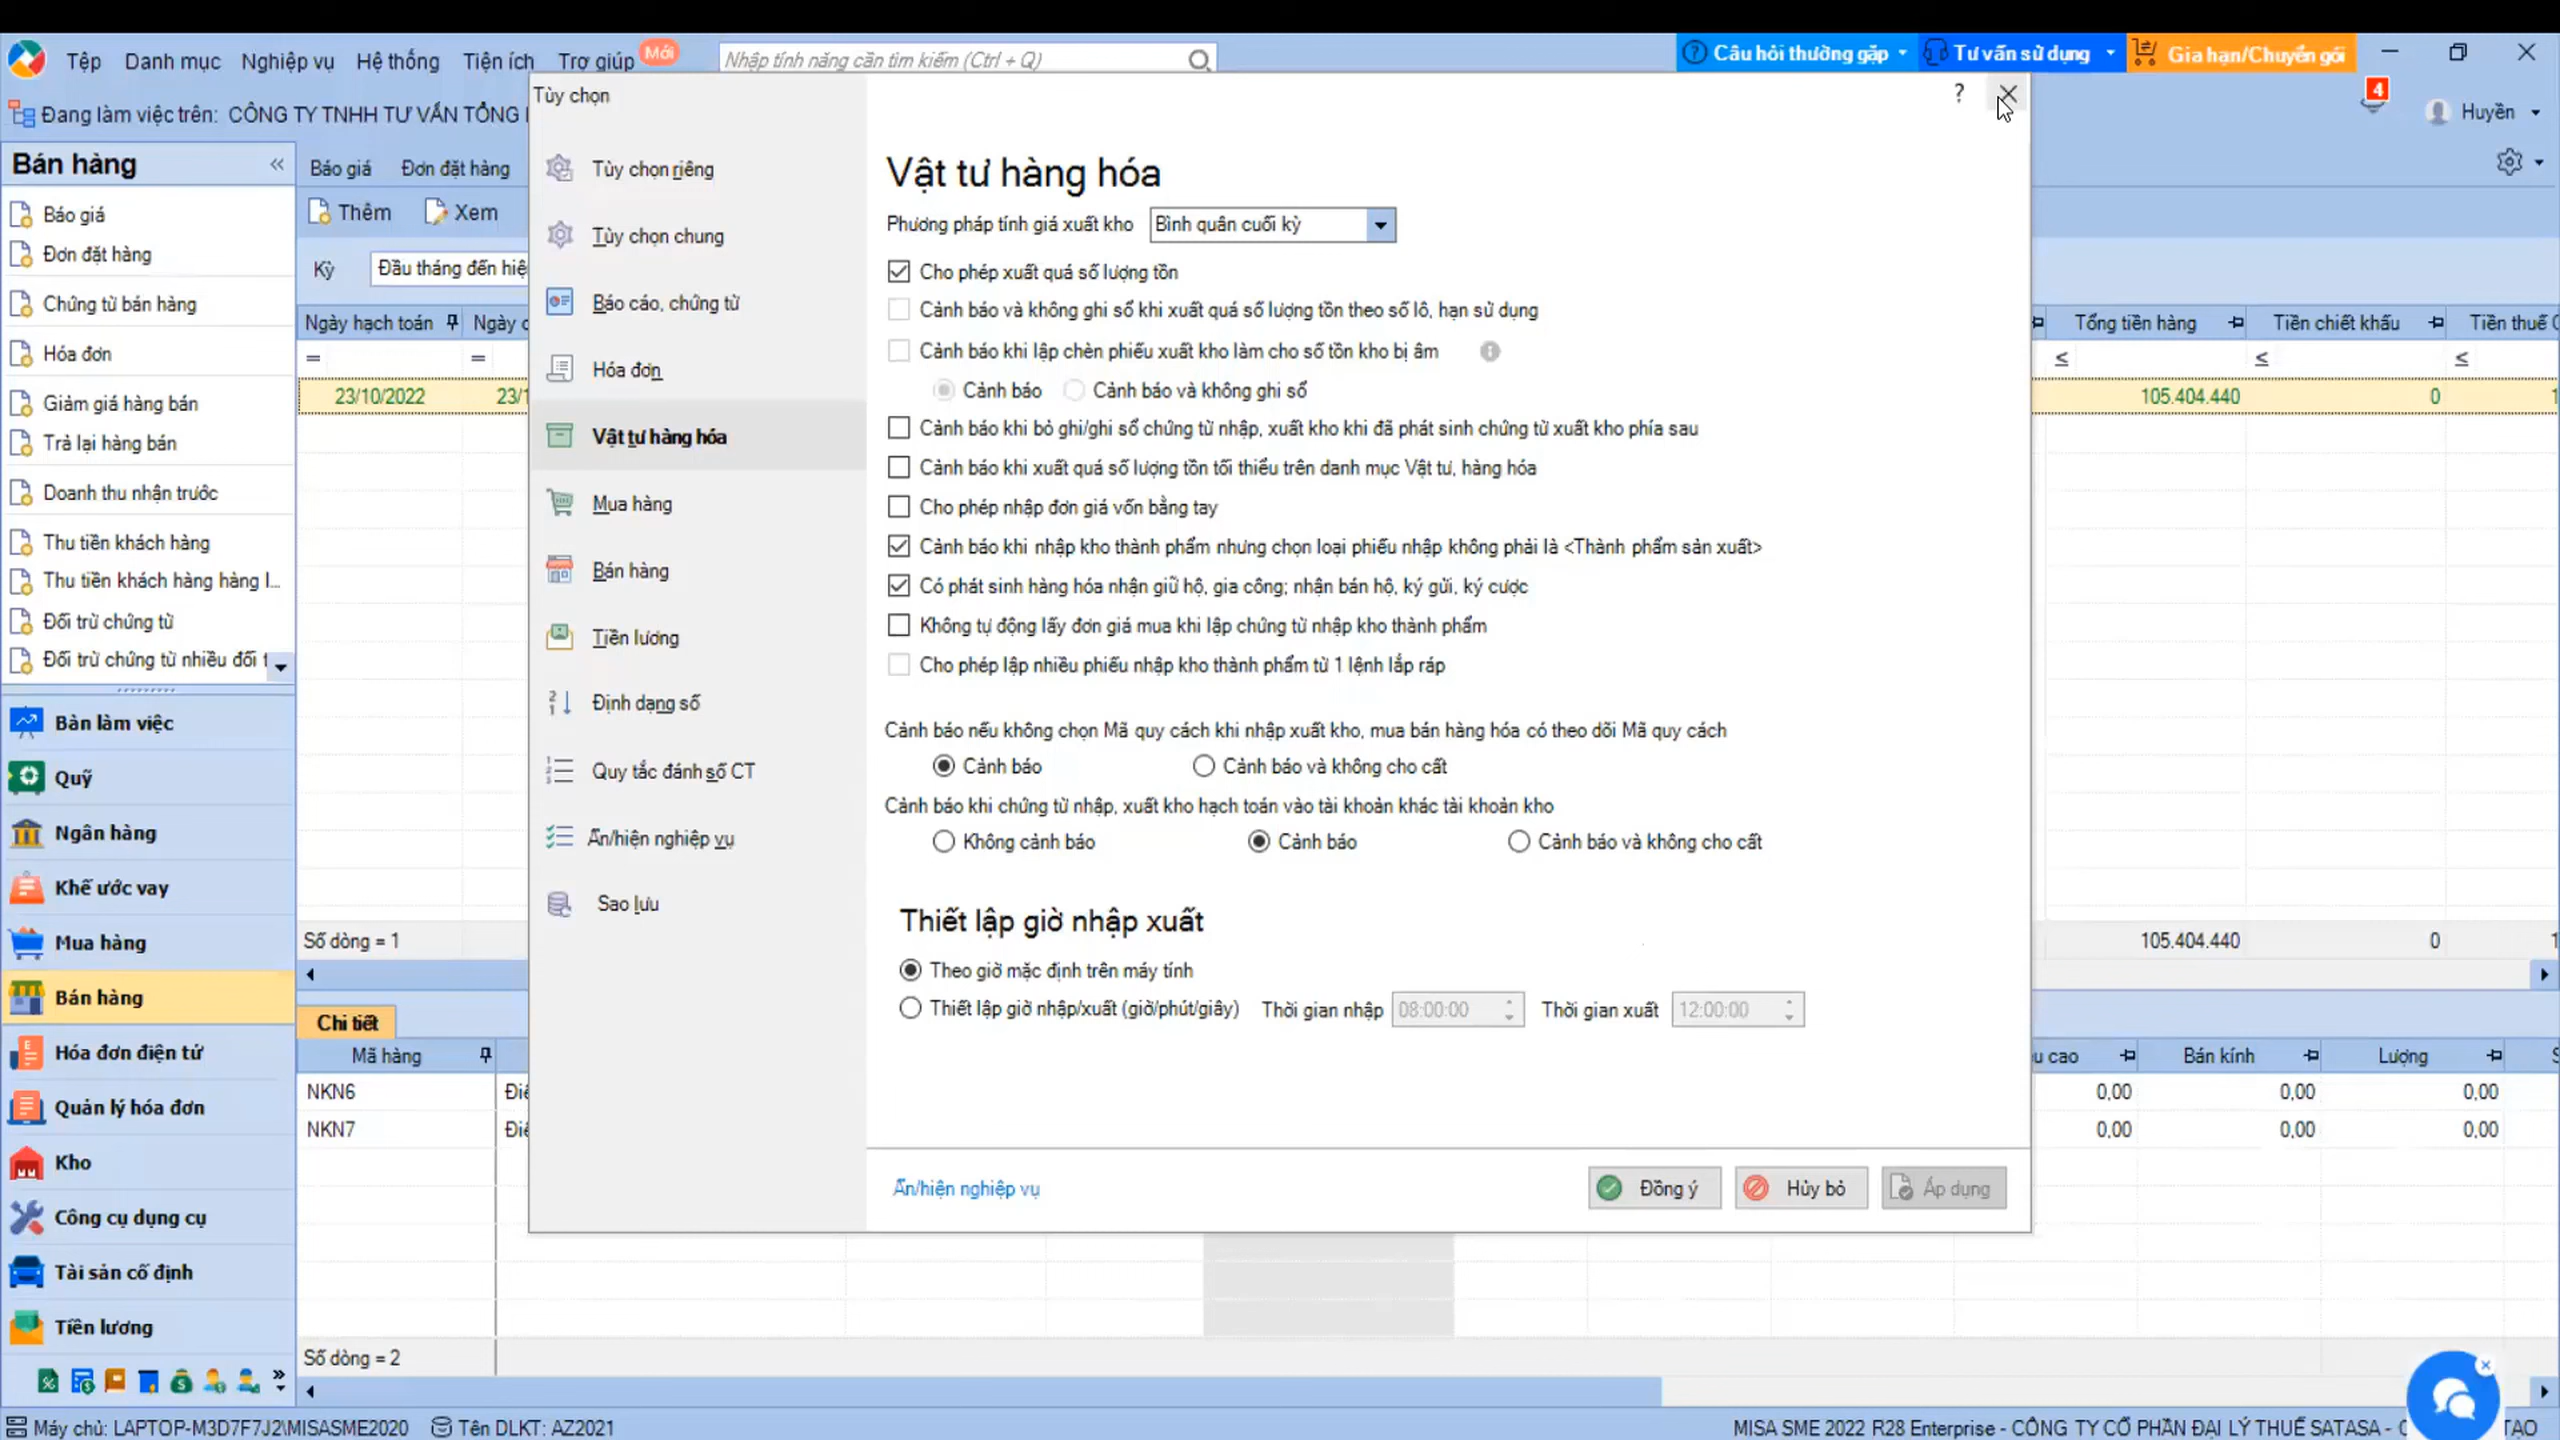 Tệp Danh mục Nghiệp vụ Hệ thống Tiện ích Trợ giúp Mới
Nhập tính năng cần tìm kiếm (Ctrl + Q)
Câu hỏi thường gặp
Tư vấn sử dụng
Gia hạn/Chuyển gói
Đang làm việc trên: CÔNG TY TNHH TƯ VẤN TỔNG
4
Huyền
Bán hàng
Báo giá
Đơn đặt hàng
Chứng từ bán hàng
Hóa đơn
Giảm giá hàng bán
Trả lại hàng bán
Doanh thu nhận trước
Thu tiền khách hàng
Thu tiền khách hàng hàng l...
Đối trừ chứng từ
Đối trừ chứng từ nhiều đối t
Bàn làm việc
Quỹ
Ngân hàng
Khế ước vay
Mua hàng
Bán hàng
Hóa đơn điện tử
Quản lý hóa đơn
Kho
Công cụ dụng cụ
Tài sản cố định
Tiền lương
Báo giá Đơn đặt hàng
Thêm Xem
Kỳ Đầu tháng đến hiệ
Ngày hạch toán Ngày c
= =
23/10/2022 23/1
Số dòng = 1
Chi tiết
Mã hàng
NKN6 Điề
NKN7 Điề
Số dòng = 2
Tùy chọn
?
Tùy chọn riêng
Tùy chọn chung
Báo cáo, chứng từ
Hóa đơn
Vật tư hàng hóa
Mua hàng
Bán hàng
Tiền lương
Định dạng số
Quy tắc đánh số CT
Ẩn/hiện nghiệp vụ
Sao lưu
Vật tư hàng hóa
Phương pháp tính giá xuất kho Bình quân cuối kỳ
Cho phép xuất quá số lượng tồn
Cảnh báo và không ghi sổ khi xuất quá số lượng tồn theo số lô, hạn sử dụng
Cảnh báo khi lập chèn phiếu xuất kho làm cho số tồn kho bị âm
Cảnh báo Cảnh báo và không ghi sổ
Cảnh báo khi bỏ ghi/ghi sổ chứng từ nhập, xuất kho khi đã phát sinh chứng từ xuất kho phía sau
Cảnh báo khi xuất quá số lượng tồn tối thiểu trên danh mục Vật tư, hàng hóa
Cho phép nhập đơn giá vốn bằng tay
Cảnh báo khi nhập kho thành phẩm nhưng chọn loại phiếu nhập không phải là <Thành phẩm sản xuất>
Có phát sinh hàng hóa nhận giữ hộ, gia công; nhận bán hộ, ký gửi, ký cược
Không tự động lấy đơn giá mua khi lập chứng từ nhập kho thành phẩm
Cho phép lập nhiều phiếu nhập kho thành phẩm từ 1 lệnh lắp ráp
Cảnh báo nếu không chọn Mã quy cách khi nhập xuất kho, mua bán hàng hóa có theo dõi Mã quy cách
Cảnh báo Cảnh báo và không cho cất
Cảnh báo khi chứng từ nhập, xuất kho hạch toán vào tài khoản khác tài khoản kho
Không cảnh báo Cảnh báo Cảnh báo và không cho cất
Thiết lập giờ nhập xuất
Theo giờ mặc định trên máy tính
Thiết lập giờ nhập/xuất (giờ/phút/giây) Thời gian nhập 08:00:00 Thời gian xuất 12:00:00
Ẩn/hiện nghiệp vụ
Đồng ý Hủy bỏ Áp dụng
Tổng tiền hàng Tiền chiết khấu Tiền thuế G
≤ ≤ ≤
105.404.440 0 1
105.404.440 0 1
u cao Bán kính Lượng S
0,00 0,00 0,00
0,00 0,00 0,00
Máy chủ: LAPTOP-M3D7F7J2\MISASME2020 Tên DLKT: AZ2021
MISA SME 2022 R28 Enterprise - CÔNG TY CỔ PHẦN ĐẠI LÝ THUẾ SATASA - C TẠO